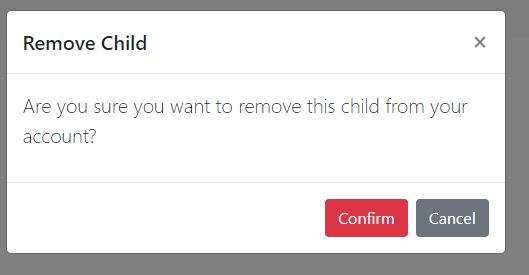 Remove Child ×
Are you sure you want to remove this child from your
account?
Confirm Cancel